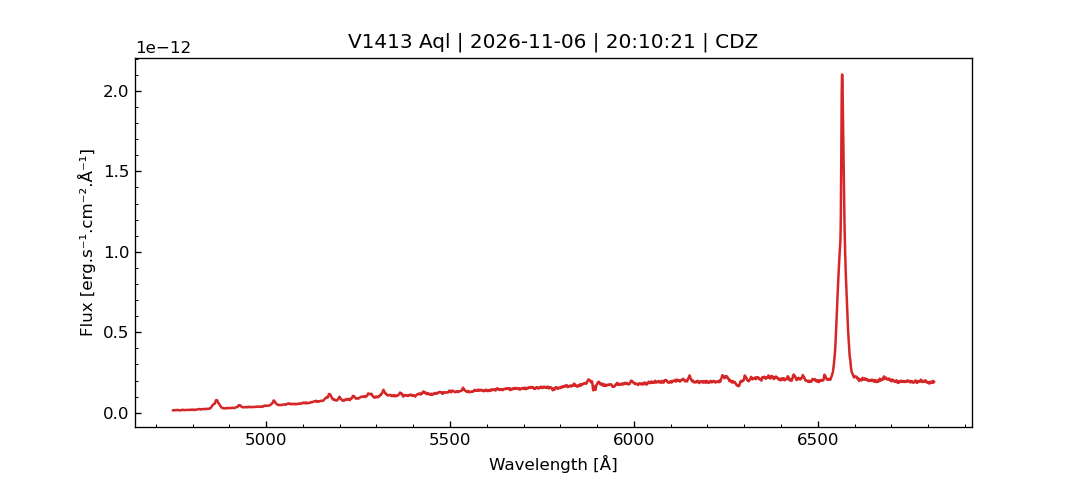 V1413 Aql | 2026-11-06 | 20:10:21 | CDZ
1e−12
2.0
1.5
1.0
0.5
0.0
Flux [erg.s⁻¹.cm⁻².Å⁻¹]
5000 5500 6000 6500
Wavelength [Å]